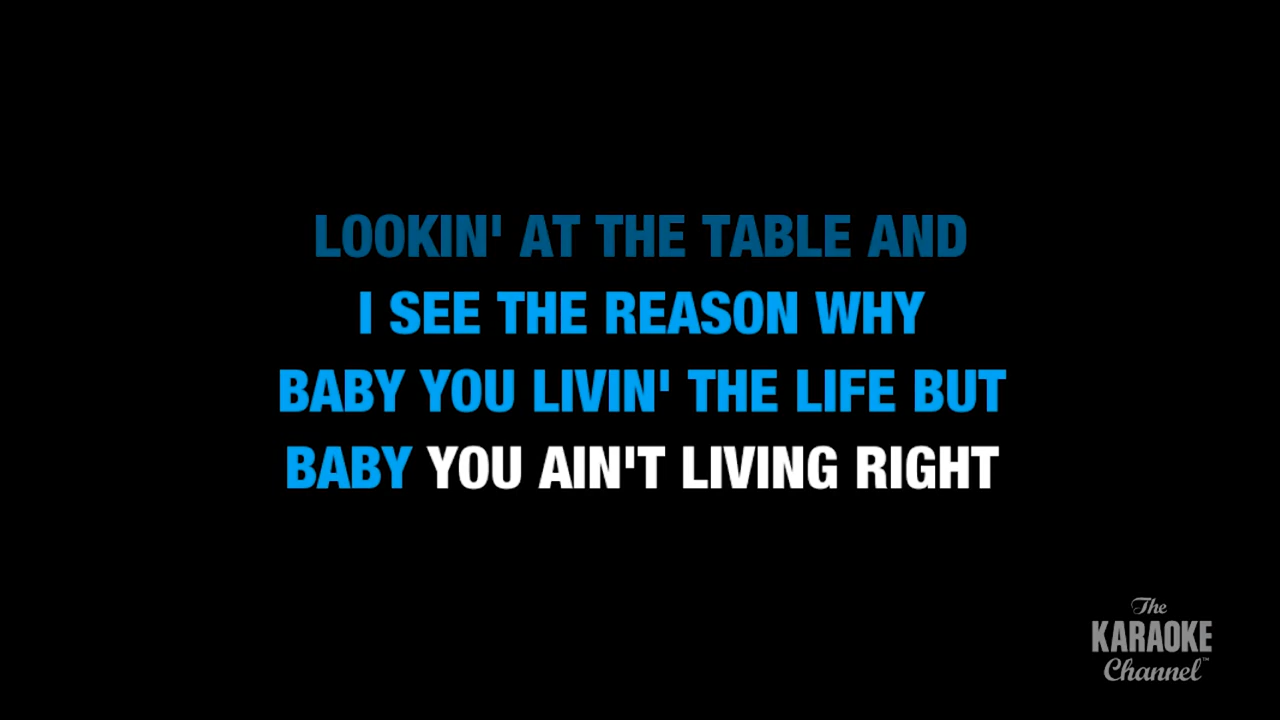 LOOKIN' AT THE TABLE AND
I SEE THE REASON WHY
BABY YOU LIVIN' THE LIFE BUT
BABY YOU AIN'T LIVING RIGHT
The
KARAOKE
Channel™